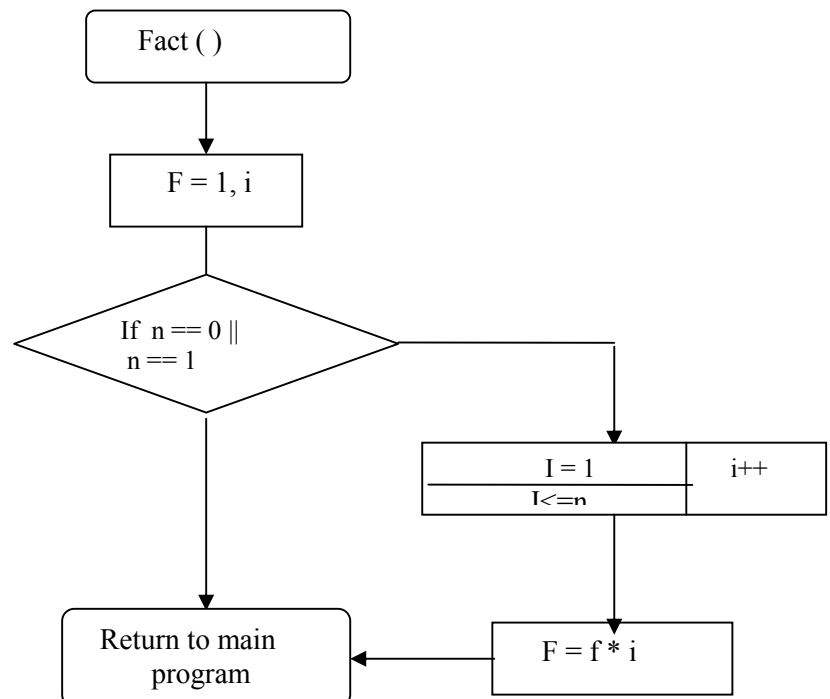 Fact ( )
F = 1, i
If n == 0 ||
n == 1
I = 1
i++
I<=n
Return to main
program
F = f * i